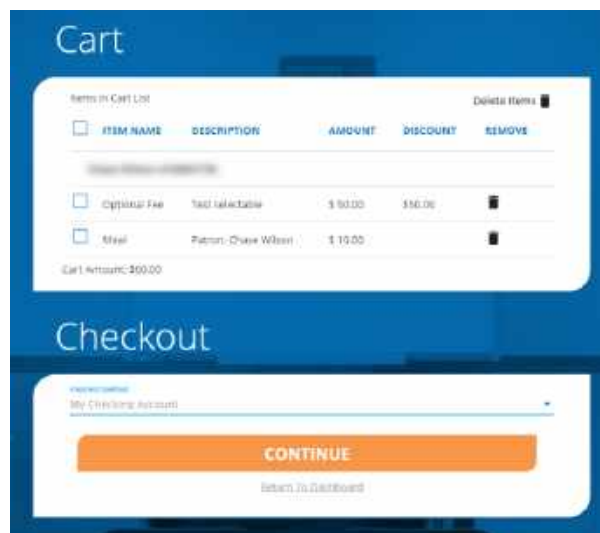 Cart
Items in Cart List
Delete Items
ITEM NAME DESCRIPTION AMOUNT DISCOUNT REMOVE
Optional Fee Test selectable $ 50.00 $50.00
Meal Patron: Chase Wilson $ 10.00
Cart Amount: $60.00
Checkout
My Checking Account
CONTINUE
Return To Dashboard